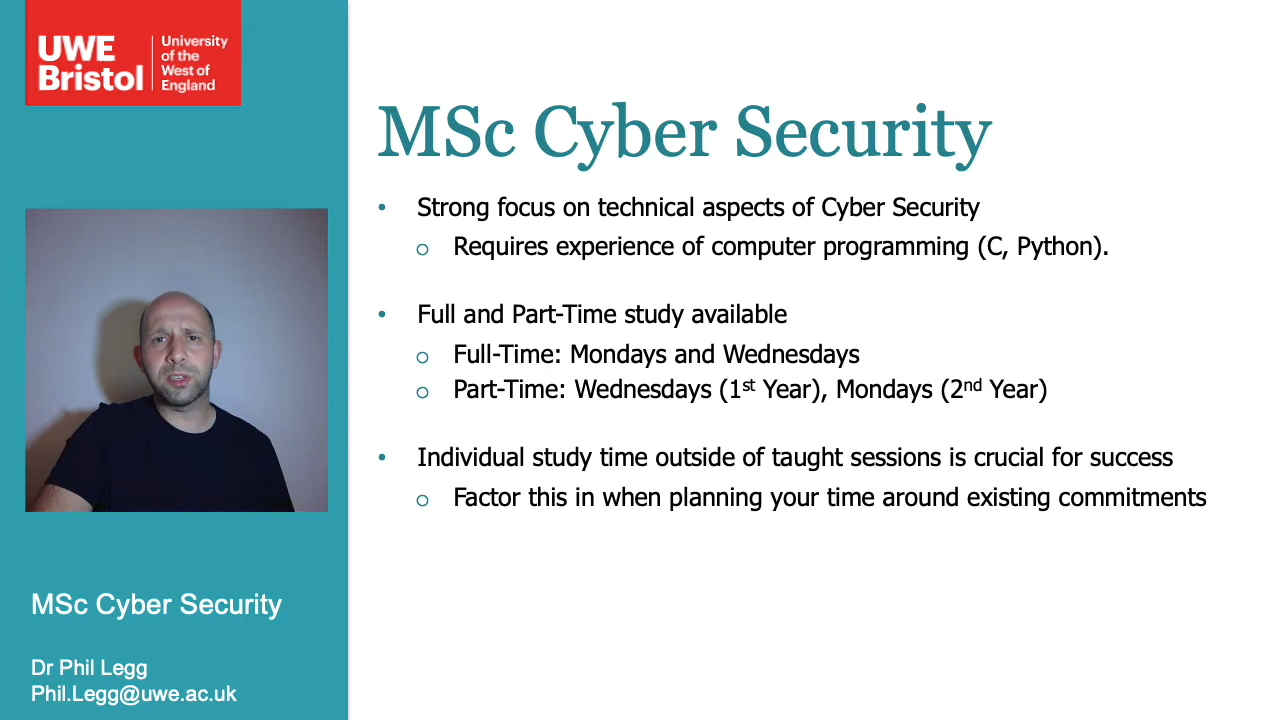 UWE
Bristol
University
of the
West of
England
MSc Cyber Security
• Strong focus on technical aspects of Cyber Security
o Requires experience of computer programming (C, Python).
• Full and Part-Time study available
o Full-Time: Mondays and Wednesdays
o Part-Time: Wednesdays (1st Year), Mondays (2nd Year)
• Individual study time outside of taught sessions is crucial for success
o Factor this in when planning your time around existing commitments
MSc Cyber Security
Dr Phil Legg
Phil.Legg@uwe.ac.uk